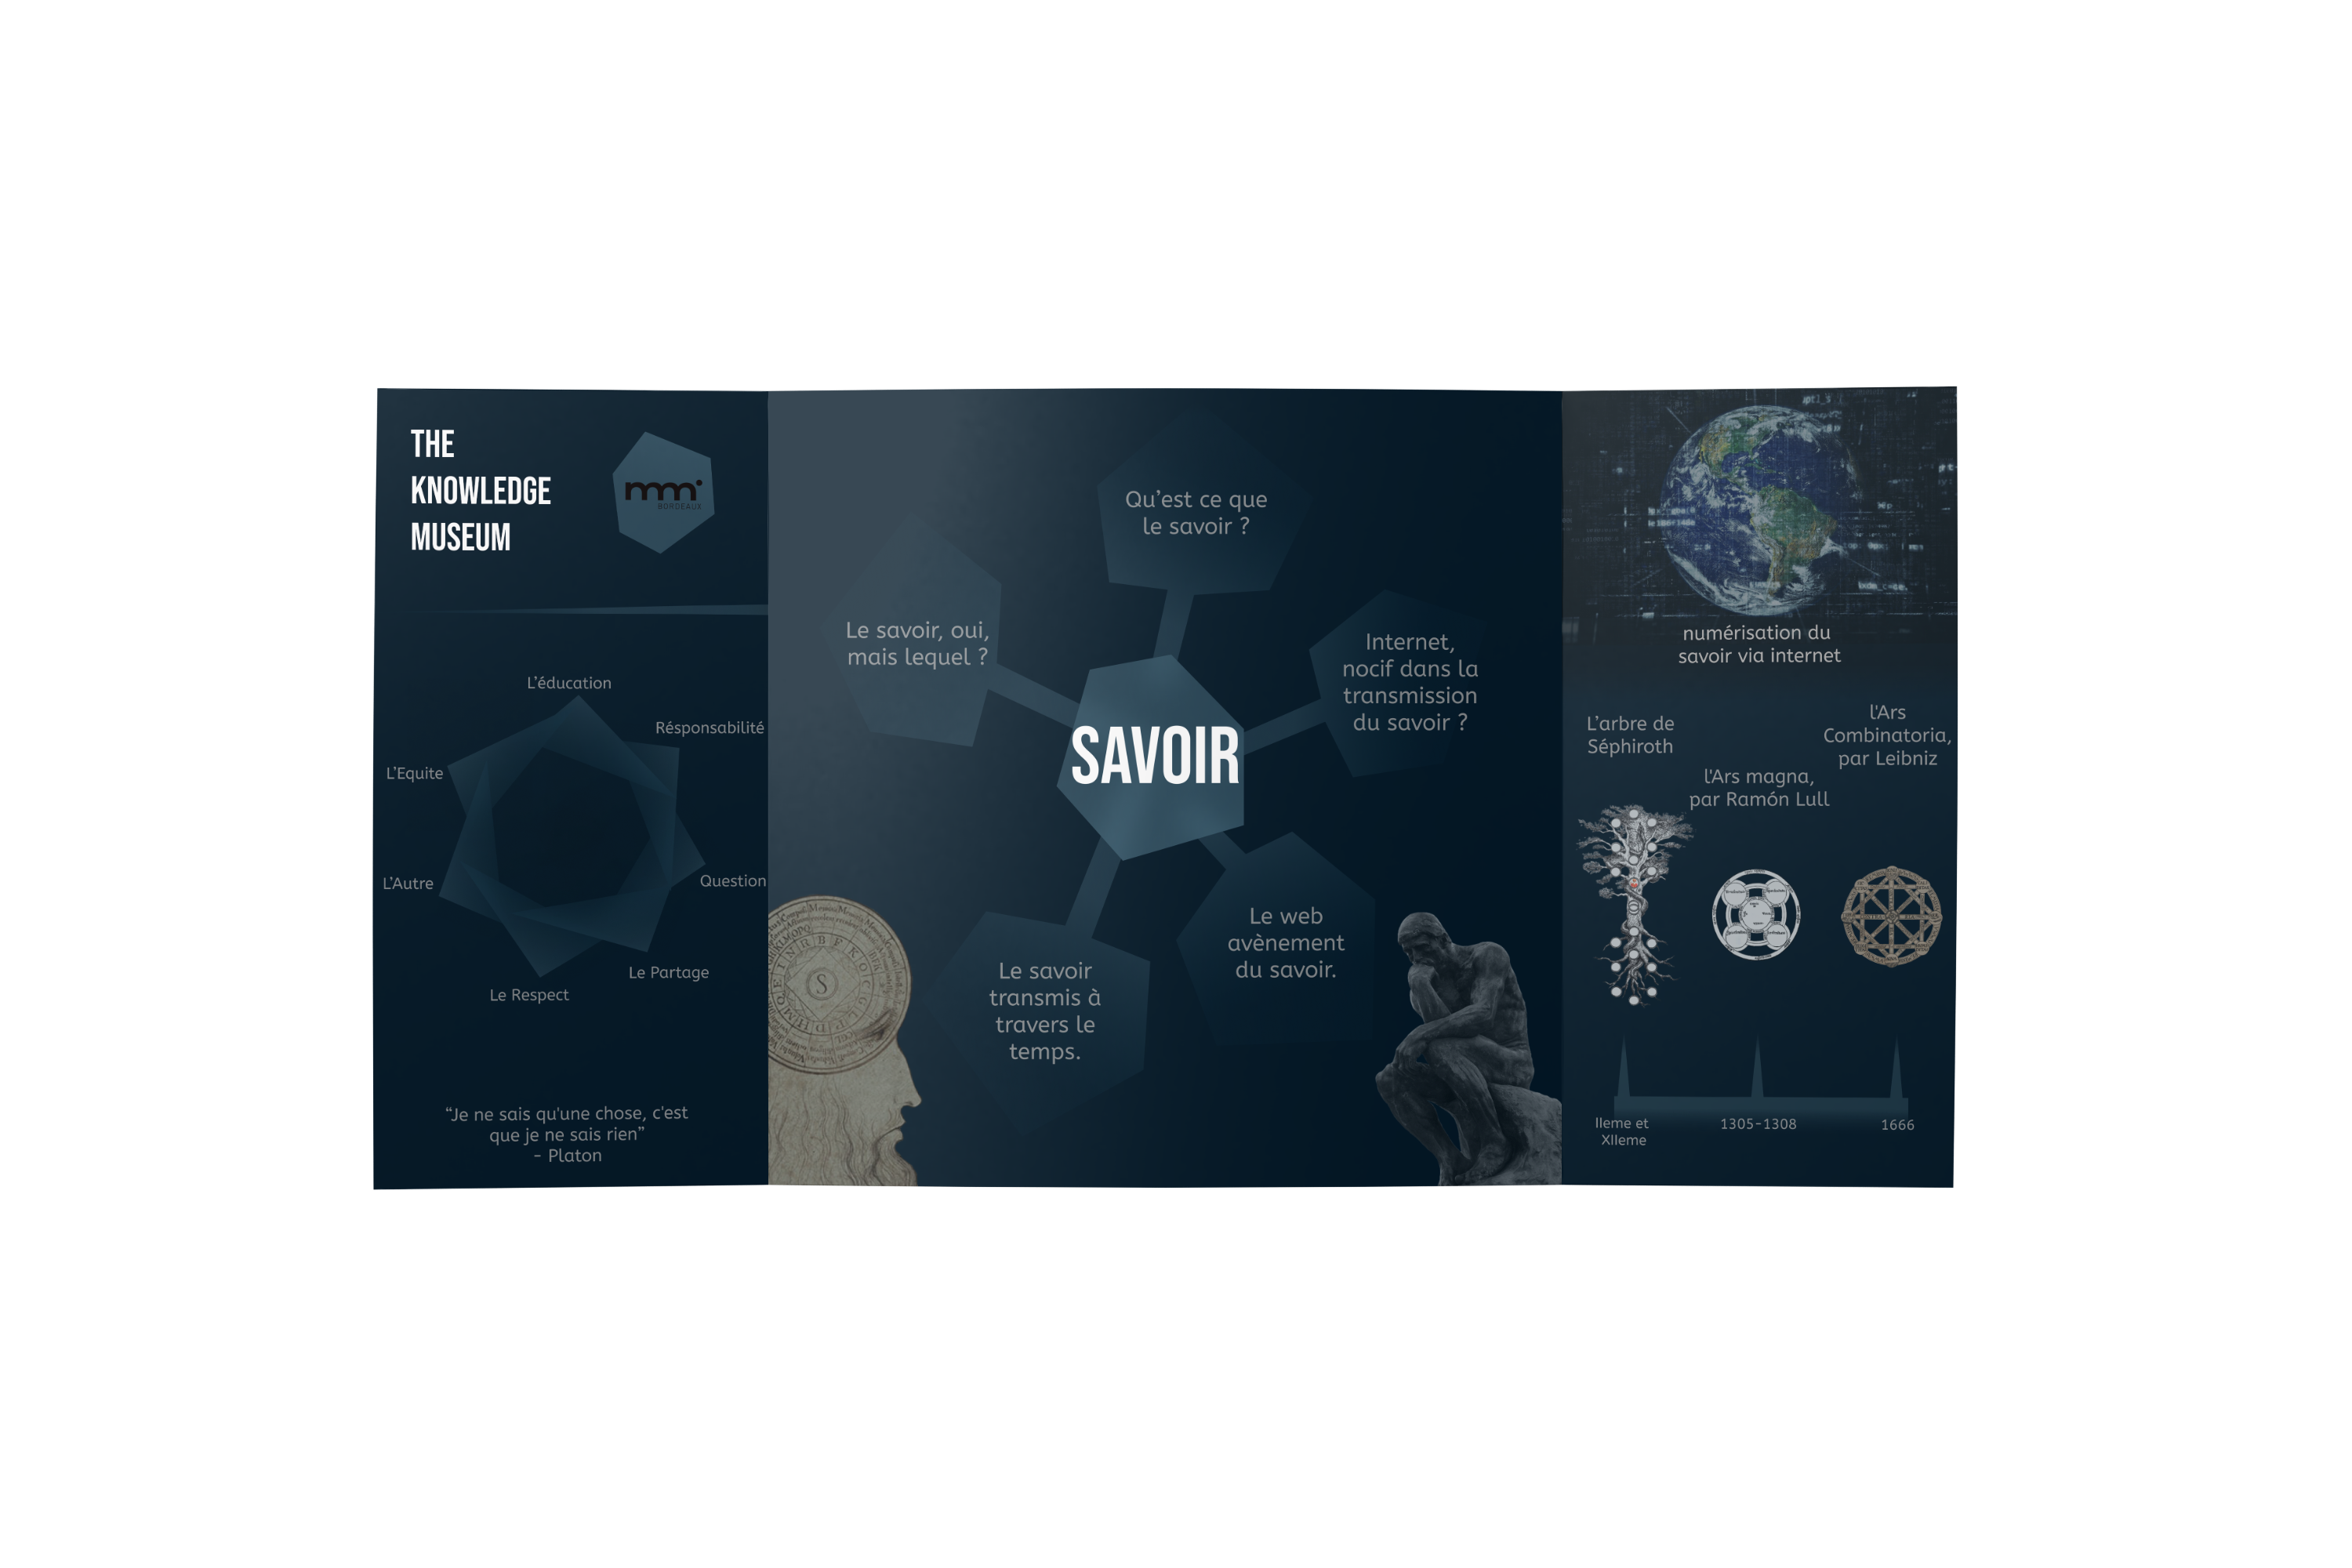 THE
KNOWLEDGE
MUSEUM
mmi
BORDEAUX
L'éducation
Résponsabilité
L'Equite
L'Autre
Question
Le Partage
Le Respect
“Je ne sais qu'une chose, c'est
que je ne sais rien”
- Platon
Qu’est ce que
le savoir ?
Le savoir, oui,
mais lequel ?
Internet,
nocif dans la
transmission
du savoir ?
SAVOIR
Le web
avènement
du savoir.
Le savoir
transmis à
travers le
temps.
S
numérisation du
savoir via internet
L’arbre de
Séphiroth
l'Ars
Combinatoria,
par Leibniz
l'Ars magna,
par Ramón Lull
IIeme et
XIIeme
1305-1308
1666